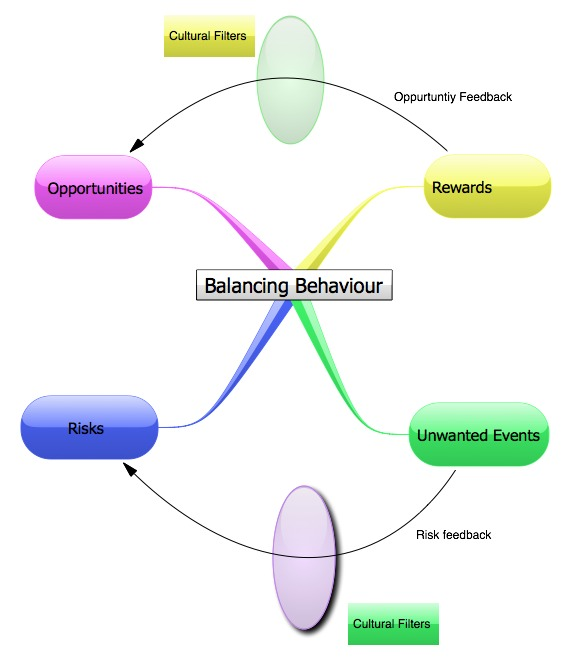 Cultural Filters
Oppurtuntiy Feedback
Opportunities
Rewards
Balancing Behaviour
Risks
Unwanted Events
Risk feedback
Cultural Filters